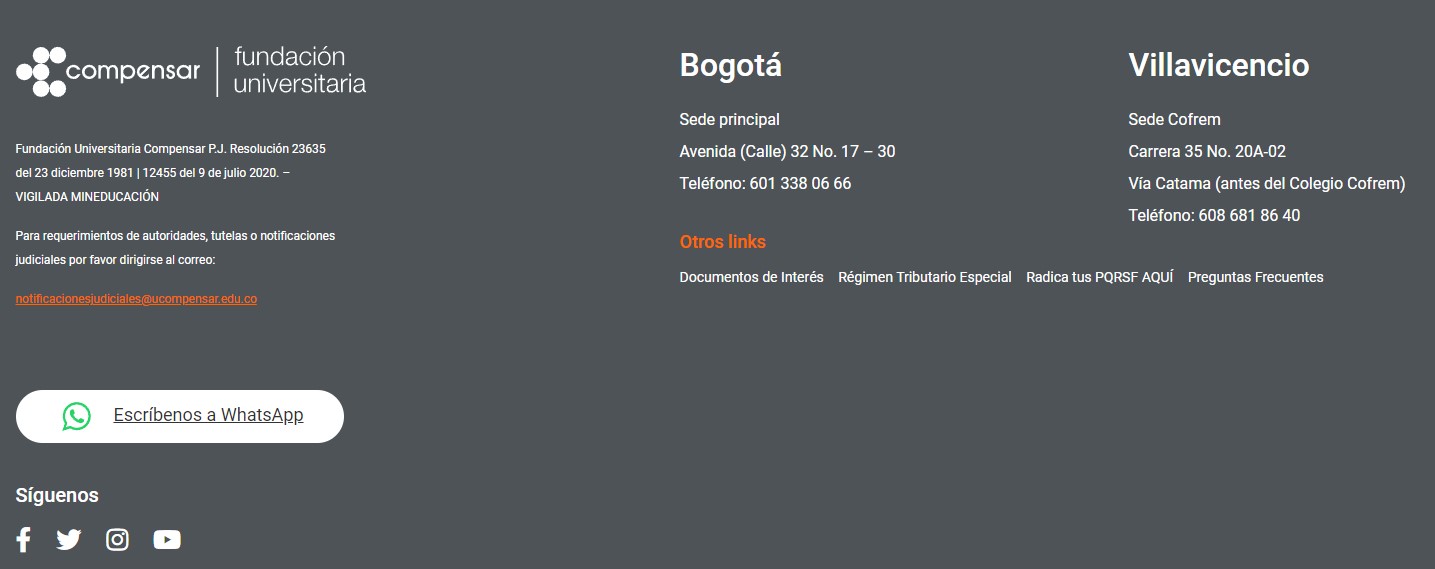 compensar
fundación
universitaria
Fundación Universitaria Compensar P.J. Resolución 23635
del 23 diciembre 1981 | 12455 del 9 de julio 2020. –
VIGILADA MINEDUCACIÓN
Para requerimientos de autoridades, tutelas o notificaciones
judiciales por favor dirigirse al correo:
notificacionesjudiciales@ucompensar.edu.co
Escríbenos a WhatsApp
Síguenos
Bogotá
Sede principal
Avenida (Calle) 32 No. 17 – 30
Teléfono: 601 338 06 66
Villavicencio
Sede Cofrem
Carrera 35 No. 20A-02
Vía Catama (antes del Colegio Cofrem)
Teléfono: 608 681 86 40
Otros links
Documentos de Interés Régimen Tributario Especial Radica tus PQRSF AQUÍ Preguntas Frecuentes